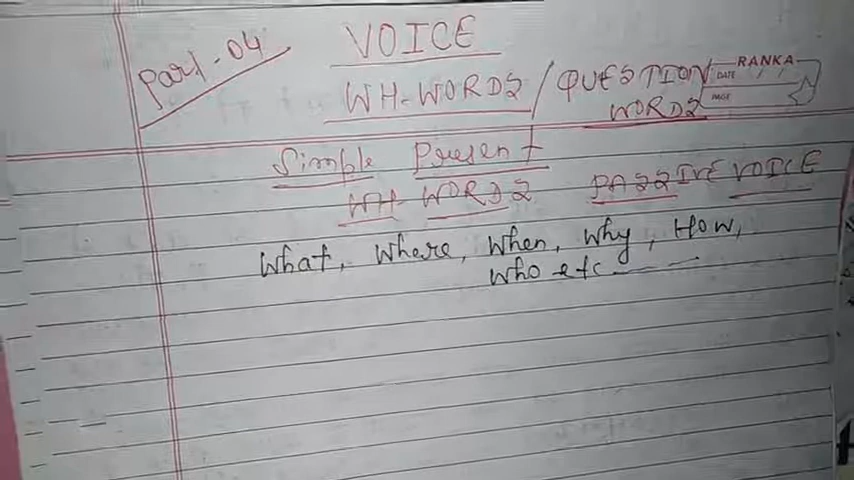 Part-04
VOICE
WH-WORDS / QUESTION
WORDS
RANKA
DATE
PAGE
Simple Present
WH-WORDS PASSIVE VOICE
What, Where, When, Why, How,
Who etc